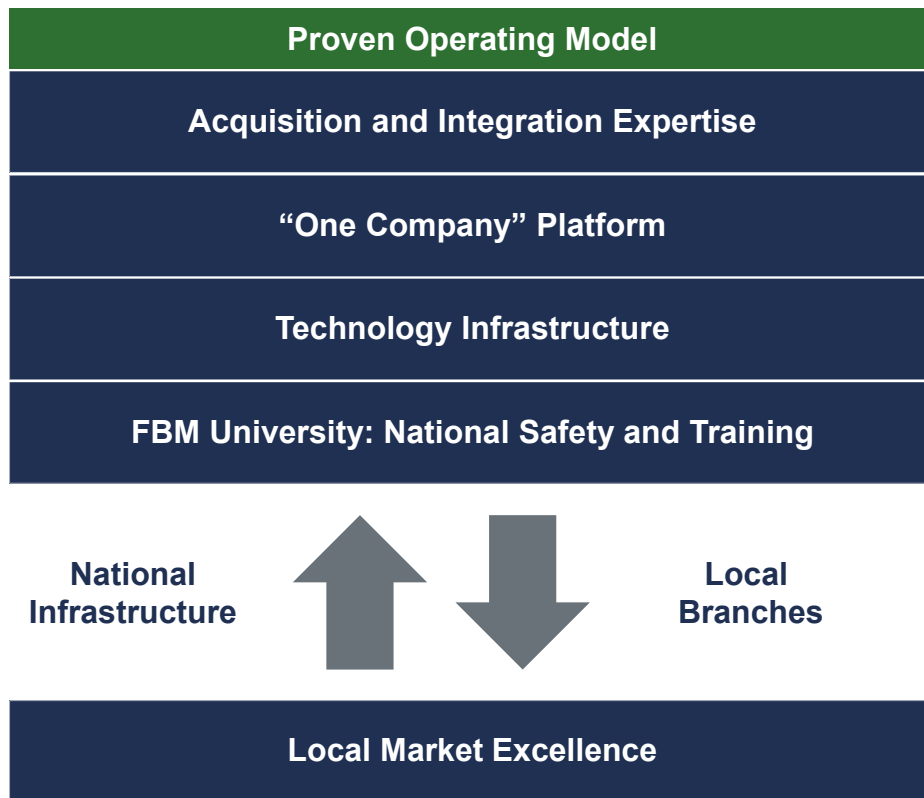 Proven Operating Model
Acquisition and Integration Expertise
“One Company” Platform
Technology Infrastructure
FBM University: National Safety and Training
National
Infrastructure
Local
Branches
Local Market Excellence